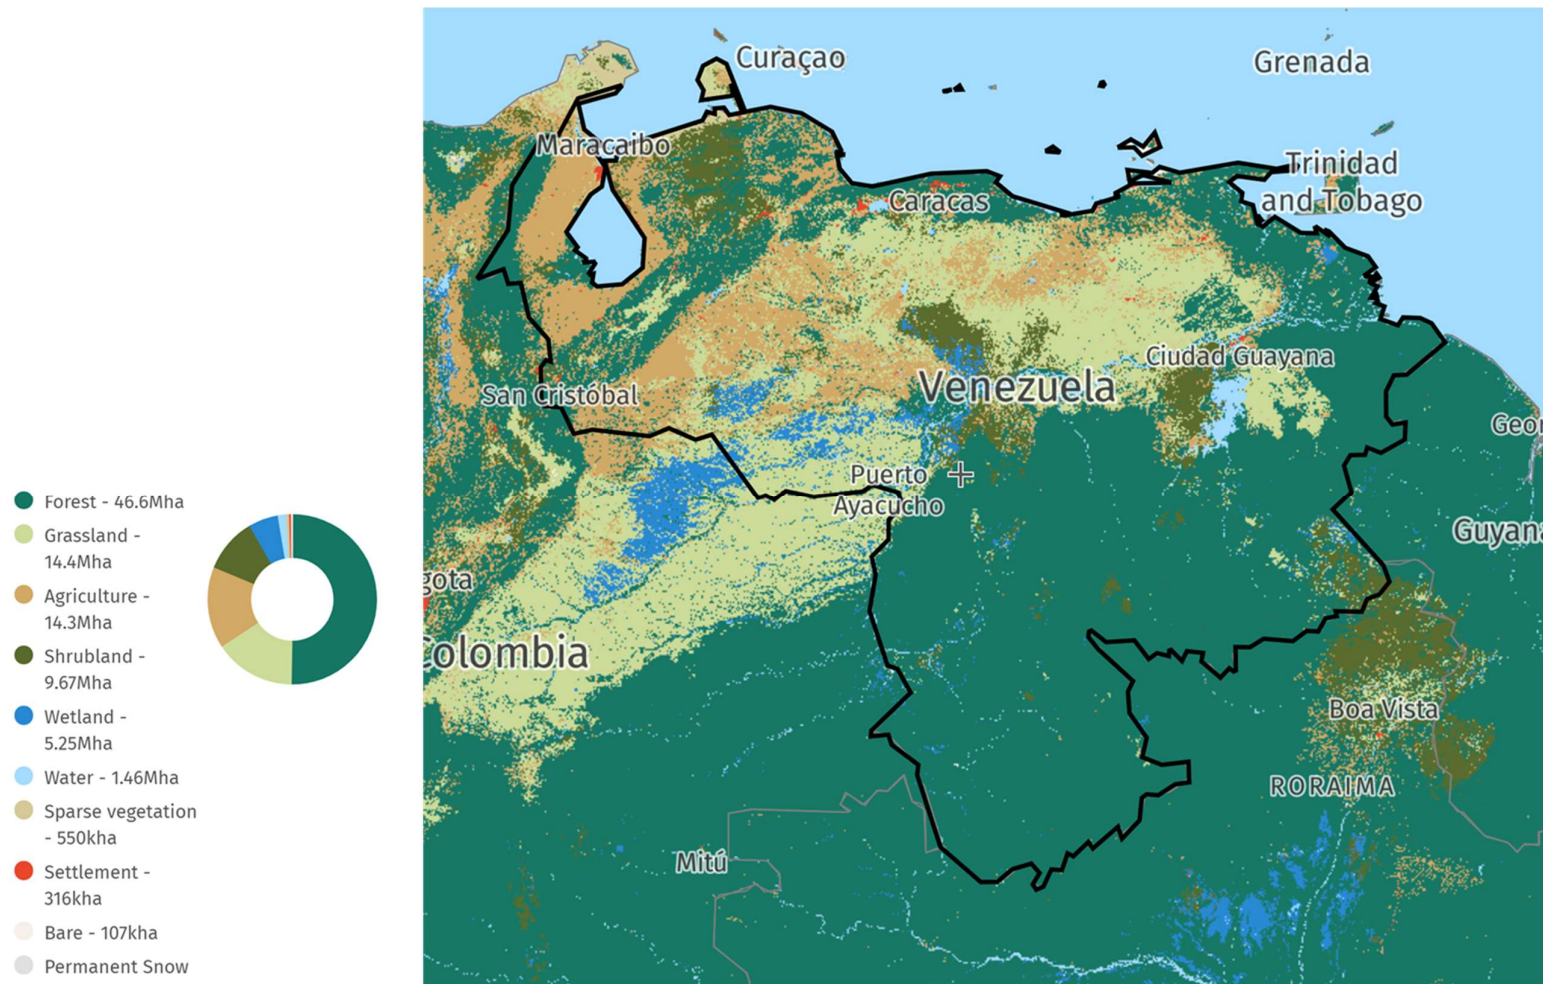 Forest - 46.6Mha
Grassland -
14.4Mha
Agriculture -
14.3Mha
Shrubland -
9.67Mha
Wetland -
5.25Mha
Water - 1.46Mha
Sparse vegetation
- 550kha
Settlement -
316kha
Bare - 107kha
Permanent Snow
Curaçao
Grenada
Maracaibo
Trinidad
and Tobago
Caracas
Ciudad Guayana
Venezuela
San Cristóbal
Geor
Puerto
Ayacucho
Guyana
gota
Colombia
Boa Vista
RORAIMA
Mitú